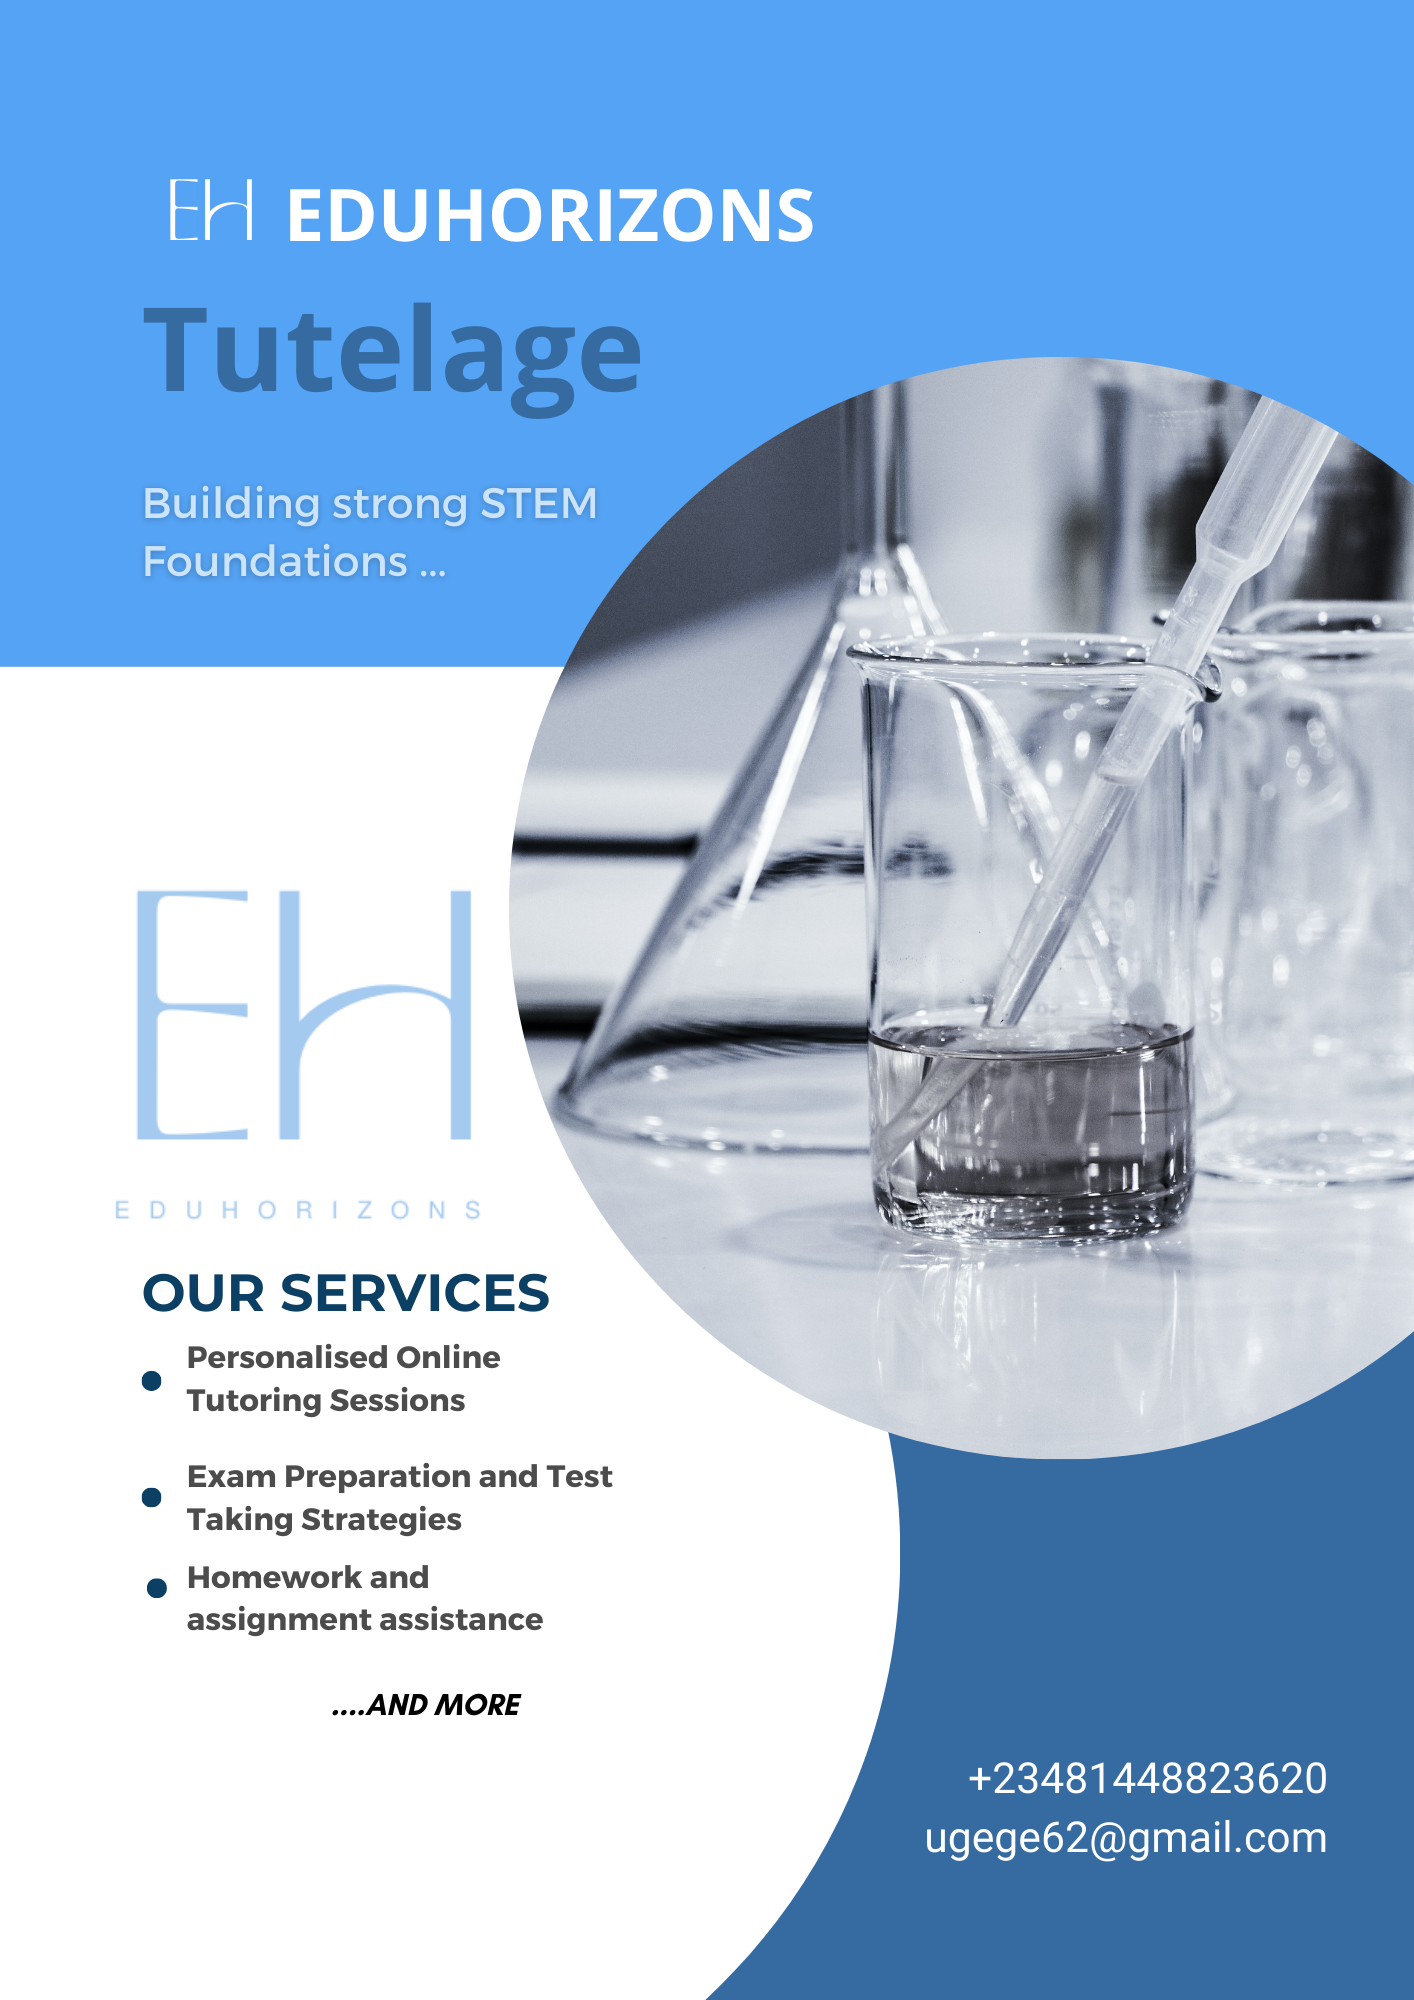 EH EDUHORIZONS
Tutelage
Building strong STEM
Foundations ...
EH
EDUHORIZONS
OUR SERVICES
Personalised Online
Tutoring Sessions
Exam Preparation and Test
Taking Strategies
Homework and
assignment assistance
....AND MORE
+23481448823620
ugege62@gmail.com